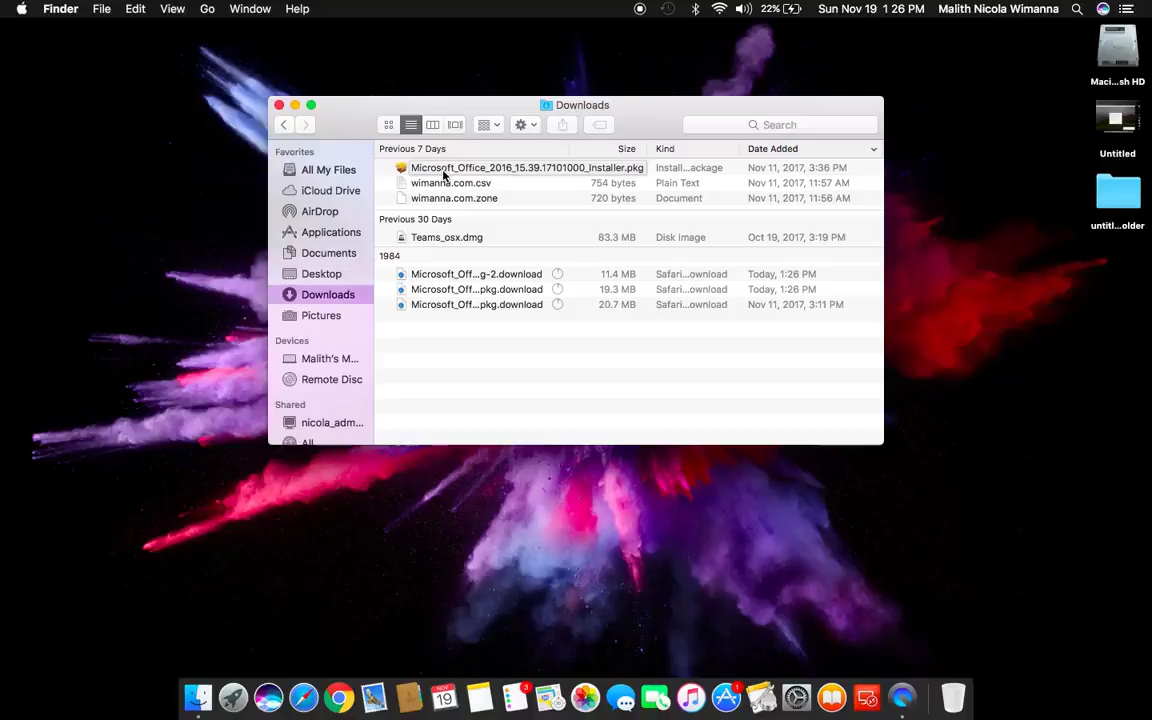 Finder File Edit View Go Window Help 22% Sun Nov 19 1:26 PM Malith Nicola Wimanna
Downloads
Search
Favorites
All My Files
iCloud Drive
AirDrop
Applications
Documents
Desktop
Downloads
Pictures
Devices
Malith's M...
Remote Disc
Shared
nicola_adm...
All
Previous 7 Days Size Kind Date Added
Microsoft_Office_2016_15.39.17101000_Installer.pkg Install...ackage Nov 11, 2017, 3:36 PM
wimanna.com.csv 754 bytes Plain Text Nov 11, 2017, 11:57 AM
wimanna.com.zone 720 bytes Document Nov 11, 2017, 11:56 AM
Previous 30 Days
Teams_osx.dmg 83.3 MB Disk Image Oct 19, 2017, 3:19 PM
1984
Microsoft_Off...g-2.download 11.4 MB Safari...ownload Today, 1:26 PM
Microsoft_Off...pkg.download 19.3 MB Safari...ownload Today, 1:26 PM
Microsoft_Off...pkg.download 20.7 MB Safari...ownload Nov 11, 2017, 3:11 PM
Maci...sh HD
Untitled
untitl...older
NOV
19
3
1